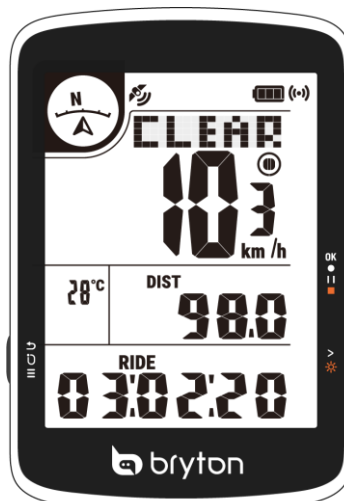 N
CLEAR
10 3
km /h
OK
28°C
DIST
98.0
RIDE
03:02:20
bryton